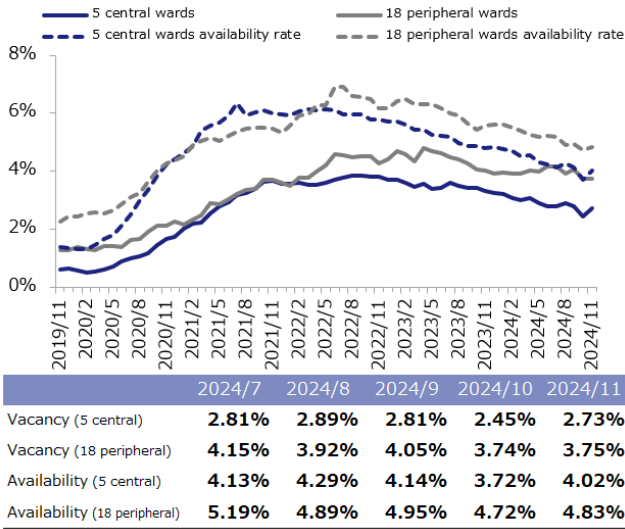 5 central wards 18 peripheral wards
5 central wards availability rate 18 peripheral wards availability rate
8%
6%
4%
2%
0%
2019/11 2020/2 2020/5 2020/8 2020/11 2021/2 2021/5 2021/8 2021/11 2022/2 2022/5 2022/8 2022/11 2023/2 2023/5 2023/8 2023/11 2024/2 2024/5 2024/8 2024/11
2024/7 2024/8 2024/9 2024/10 2024/11
Vacancy (5 central) 2.81% 2.89% 2.81% 2.45% 2.73%
Vacancy (18 peripheral) 4.15% 3.92% 4.05% 3.74% 3.75%
Availability (5 central) 4.13% 4.29% 4.14% 3.72% 4.02%
Availability (18 peripheral) 5.19% 4.89% 4.95% 4.72% 4.83%